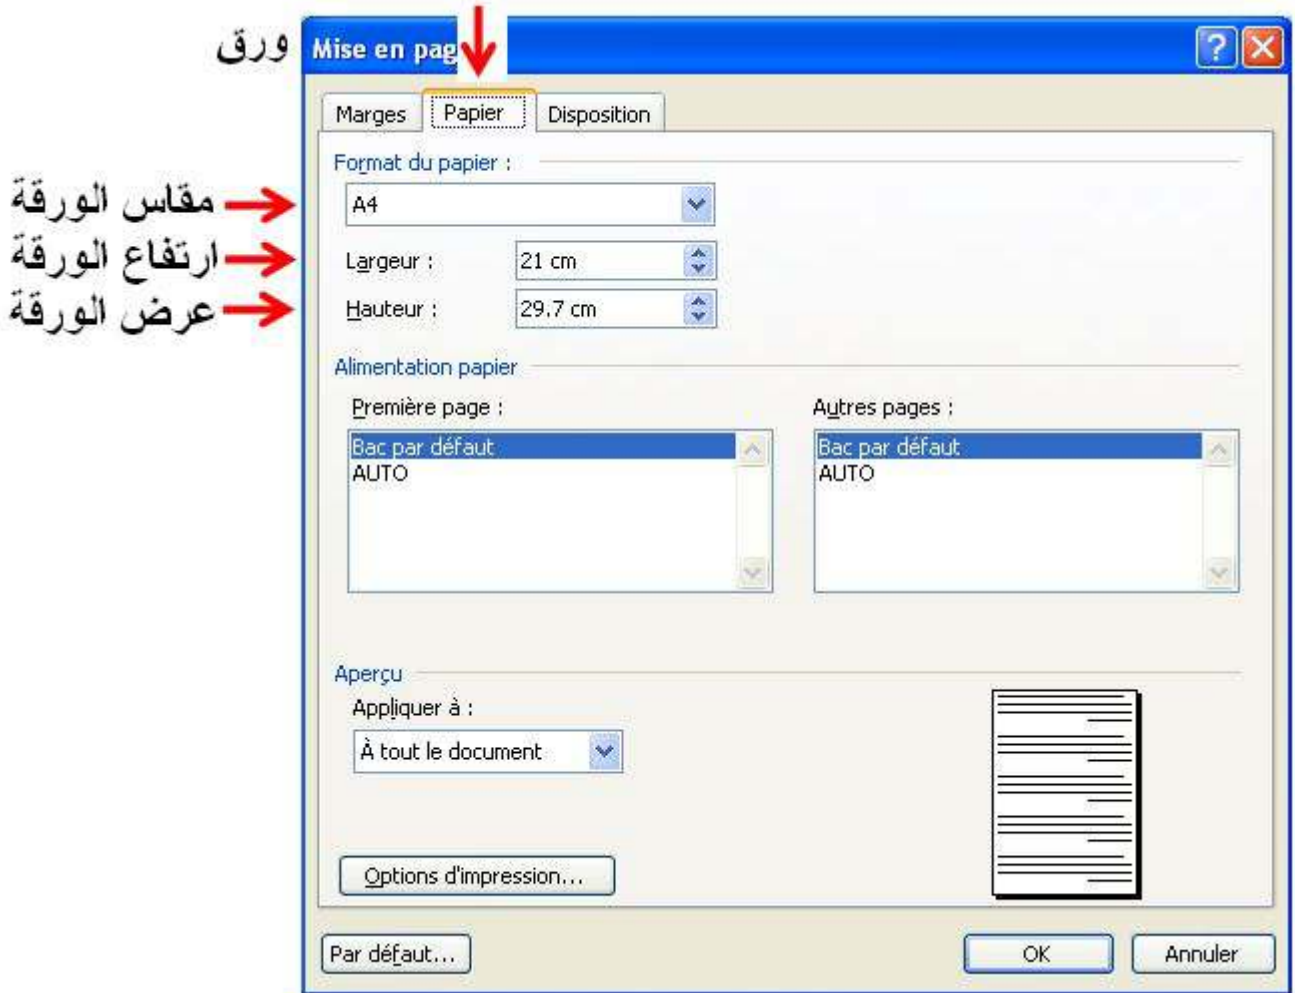 ورق
Mise en pag
Marges Papier Disposition
Format du papier :
مقاس الورقة
A4
ارتفاع الورقة
Largeur : 21 cm
عرض الورقة
Hauteur : 29.7 cm
Alimentation papier
Première page : Autres pages :
Bac par défaut Bac par défaut
AUTO AUTO
Aperçu
Appliquer à :
À tout le document
Options d'impression...
Par défaut... OK Annuler